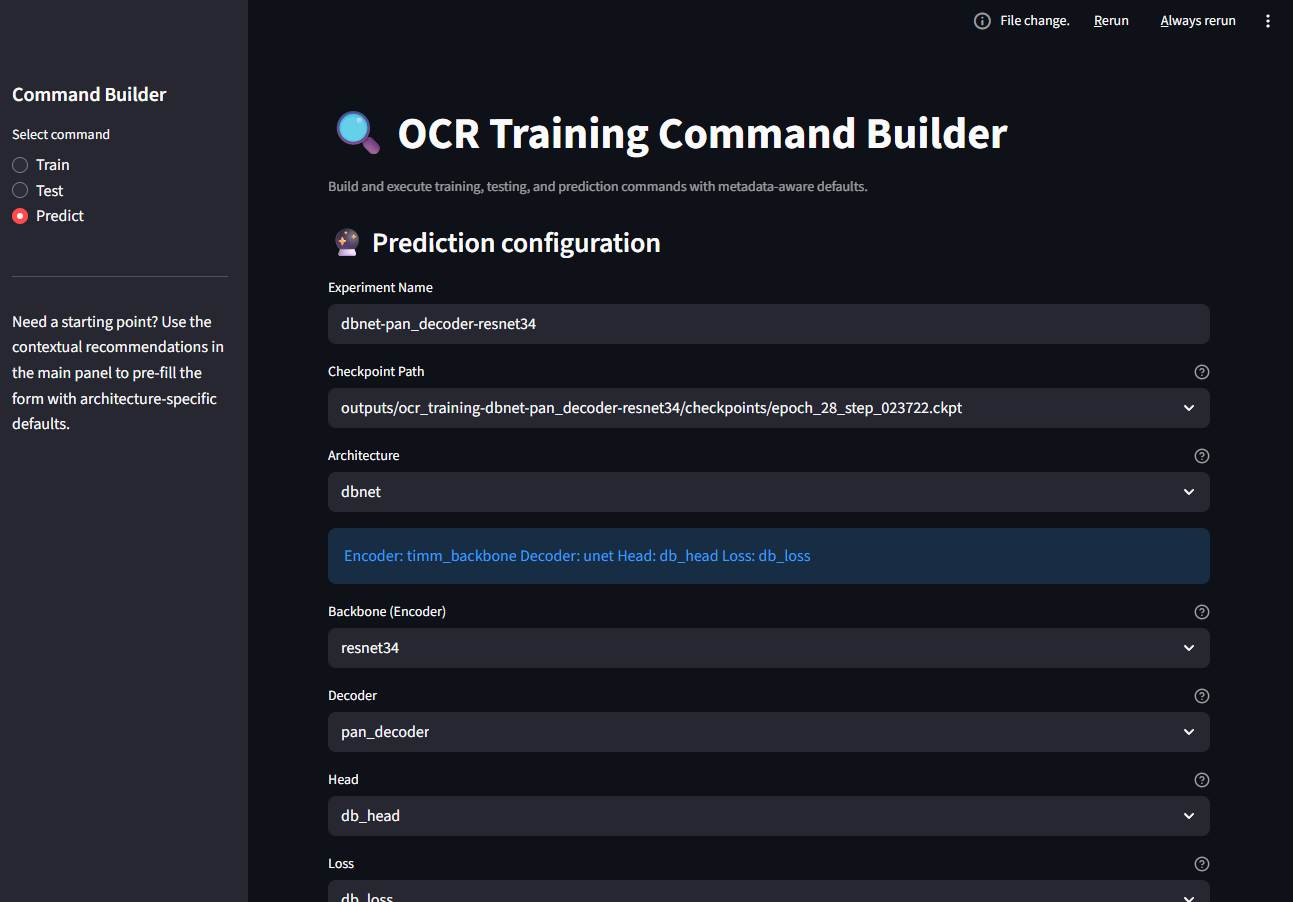 File change. Rerun Always rerun
Command Builder
Select command
Train
Test
Predict
Need a starting point? Use the
contextual recommendations in
the main panel to pre-fill the
form with architecture-specific
defaults.
OCR Training Command Builder
Build and execute training, testing, and prediction commands with metadata-aware defaults.
Prediction configuration
Experiment Name
dbnet-pan_decoder-resnet34
Checkpoint Path
outputs/ocr_training-dbnet-pan_decoder-resnet34/checkpoints/epoch_28_step_023722.ckpt
Architecture
dbnet
Encoder: timm_backbone Decoder: unet Head: db_head Loss: db_loss
Backbone (Encoder)
resnet34
Decoder
pan_decoder
Head
db_head
Loss
db_loss